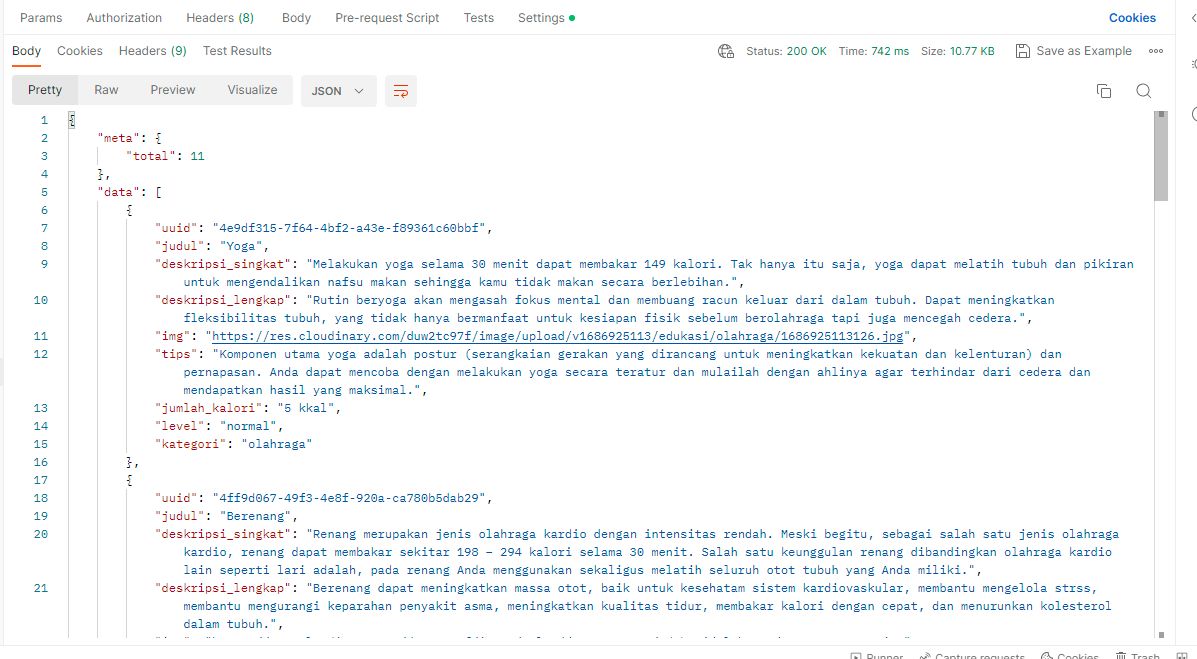 Params Authorization Headers (8) Body Pre-request Script Tests Settings Cookies
Body Cookies Headers (9) Test Results Status: 200 OK Time: 742 ms Size: 10.77 KB Save as Example
Pretty Raw Preview Visualize JSON
1 {
2 "meta": {
3 "total": 11
4 },
5 "data": [
6 {
7 "uuid": "4e9df315-7f64-4bf2-a43e-f89361c60bbf",
8 "judul": "Yoga",
9 "deskripsi_singkat": "Melakukan yoga selama 30 menit dapat membakar 149 kalori. Tak hanya itu saja, yoga dapat melatih tubuh dan pikiran
untuk mengendalikan nafsu makan sehingga kamu tidak makan secara berlebihan.",
10 "deskripsi_lengkap": "Rutin beryoga akan mengasah fokus mental dan membuang racun keluar dari dalam tubuh. Dapat meningkatkan
fleksibilitas tubuh, yang tidak hanya bermanfaat untuk kesiapan fisik sebelum berolahraga tapi juga mencegah cedera.",
11 "img": "https://res.cloudinary.com/duw2tc97f/image/upload/v1686925113/edukasi/olahraga/1686925113126.jpg",
12 "tips": "Komponen utama yoga adalah postur (serangkaian gerakan yang dirancang untuk meningkatkan kekuatan dan kelenturan) dan
pernapasan. Anda dapat mencoba dengan melakukan yoga secara teratur dan mulailah dengan ahlinya agar terhindar dari cedera dan
mendapatkan hasil yang maksimal.",
13 "jumlah_kalori": "5 kkal",
14 "level": "normal",
15 "kategori": "olahraga"
16 },
17 {
18 "uuid": "4ff9d067-49f3-4e8f-920a-ca780b5dab29",
19 "judul": "Berenang",
20 "deskripsi_singkat": "Renang merupakan jenis olahraga kardio dengan intensitas rendah. Meski begitu, sebagai salah satu jenis olahraga
kardio, renang dapat membakar sekitar 198 – 294 kalori selama 30 menit. Salah satu keunggulan renang dibandingkan olahraga kardio
lain seperti lari adalah, pada renang Anda menggunakan sekaligus melatih seluruh otot tubuh yang Anda miliki.",
21 "deskripsi_lengkap": "Berenang dapat meningkatkan massa otot, baik untuk kesehatam sistem kardiovaskular, membantu mengelola strss,
membantu mengurangi keparahan penyakit asma, meningkatkan kualitas tidur, membakar kalori dengan cepat, dan menurunkan kolesterol
dalam tubuh.",
Runner Capture requests Cookies Trash